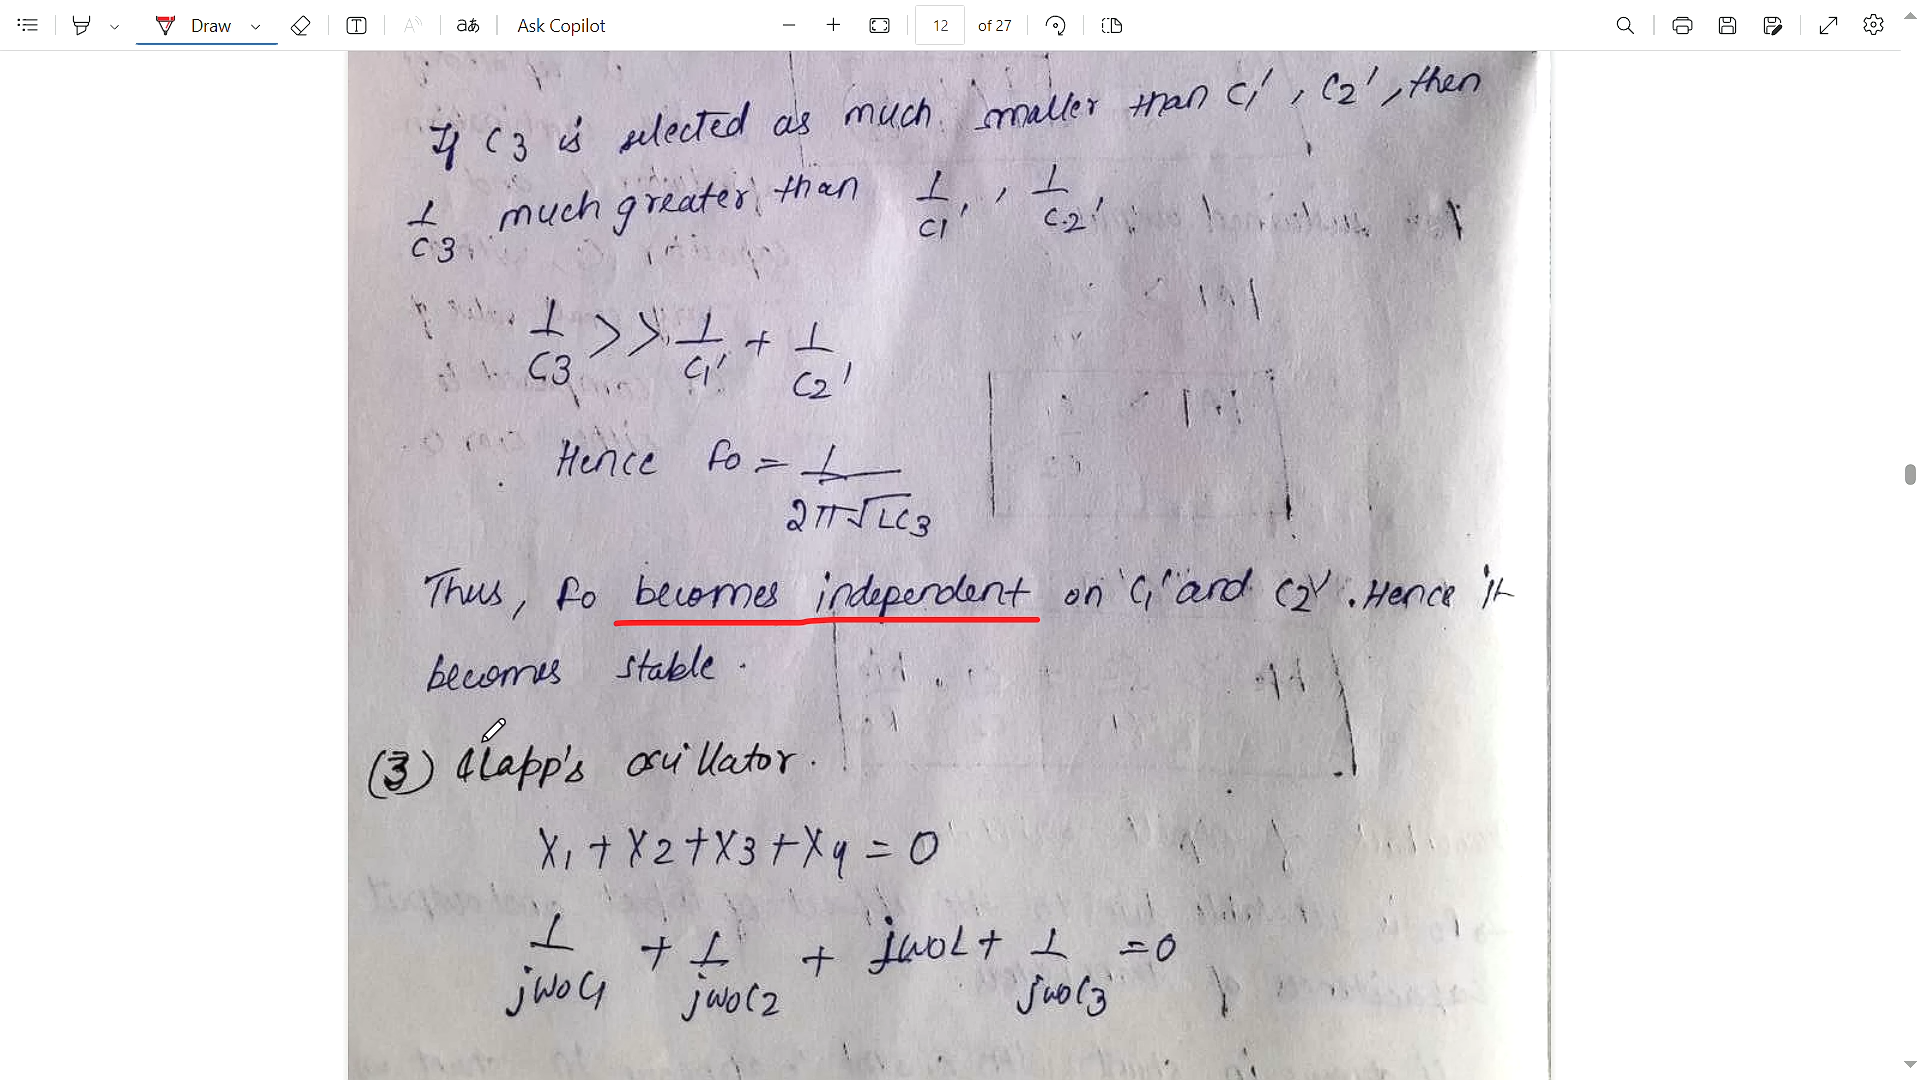 Draw
Ask Copilot
12 of 27
If C3 is selected as much smaller than C1', C2', then
1/C3 much greater than 1/C1', 1/C2'
1/C3 >> 1/C1' + 1/C2'
Hence fo = 1/2π√LC3
Thus, fo becomes independent on C1' and C2'. Hence it
becomes stable.
(3) Clapp's oscillator.
X1 + X2 + X3 + X4 = 0
1/jwoC1 + 1/jwoC2 + jwoL + 1/jwoC3 = 0